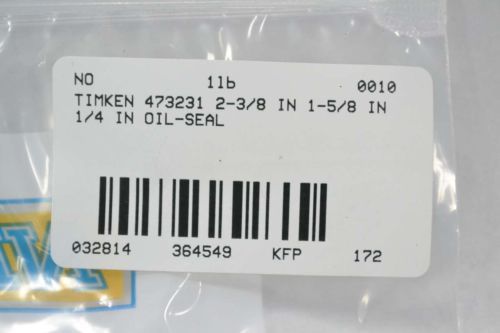 NO 1lb 0010
TIMKEN 473231 2-3/8 IN 1-5/8 IN
1/4 IN OIL-SEAL
032814 364549 KFP 172